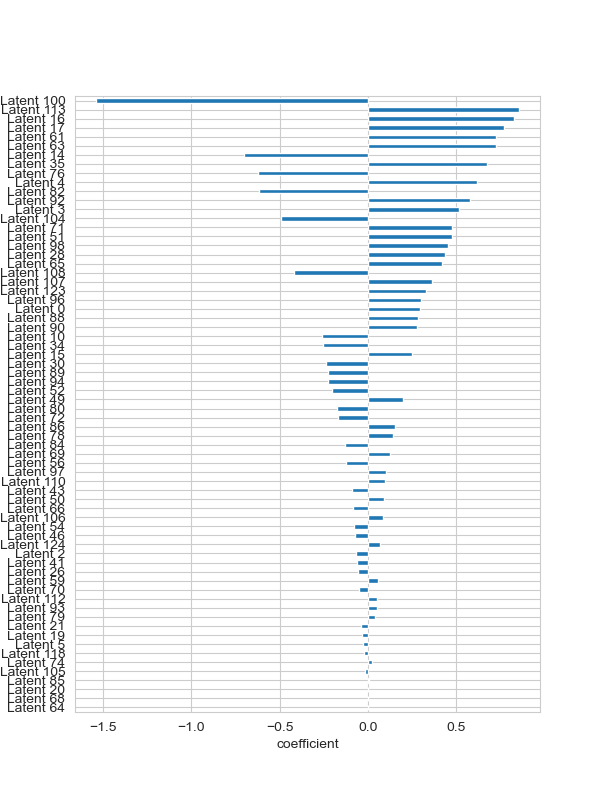 Latent 100
Latent 113
Latent 16
Latent 17
Latent 61
Latent 63
Latent 14
Latent 35
Latent 76
Latent 4
Latent 82
Latent 92
Latent 3
Latent 104
Latent 71
Latent 51
Latent 98
Latent 28
Latent 65
Latent 108
Latent 107
Latent 123
Latent 96
Latent 0
Latent 88
Latent 90
Latent 10
Latent 34
Latent 15
Latent 30
Latent 89
Latent 94
Latent 52
Latent 49
Latent 80
Latent 72
Latent 86
Latent 78
Latent 84
Latent 69
Latent 56
Latent 97
Latent 110
Latent 43
Latent 50
Latent 66
Latent 106
Latent 54
Latent 46
Latent 124
Latent 2
Latent 41
Latent 26
Latent 59
Latent 70
Latent 112
Latent 93
Latent 79
Latent 21
Latent 19
Latent 5
Latent 118
Latent 74
Latent 105
Latent 85
Latent 20
Latent 68
Latent 64
−1.5 −1.0 −0.5 0.0 0.5
coefficient